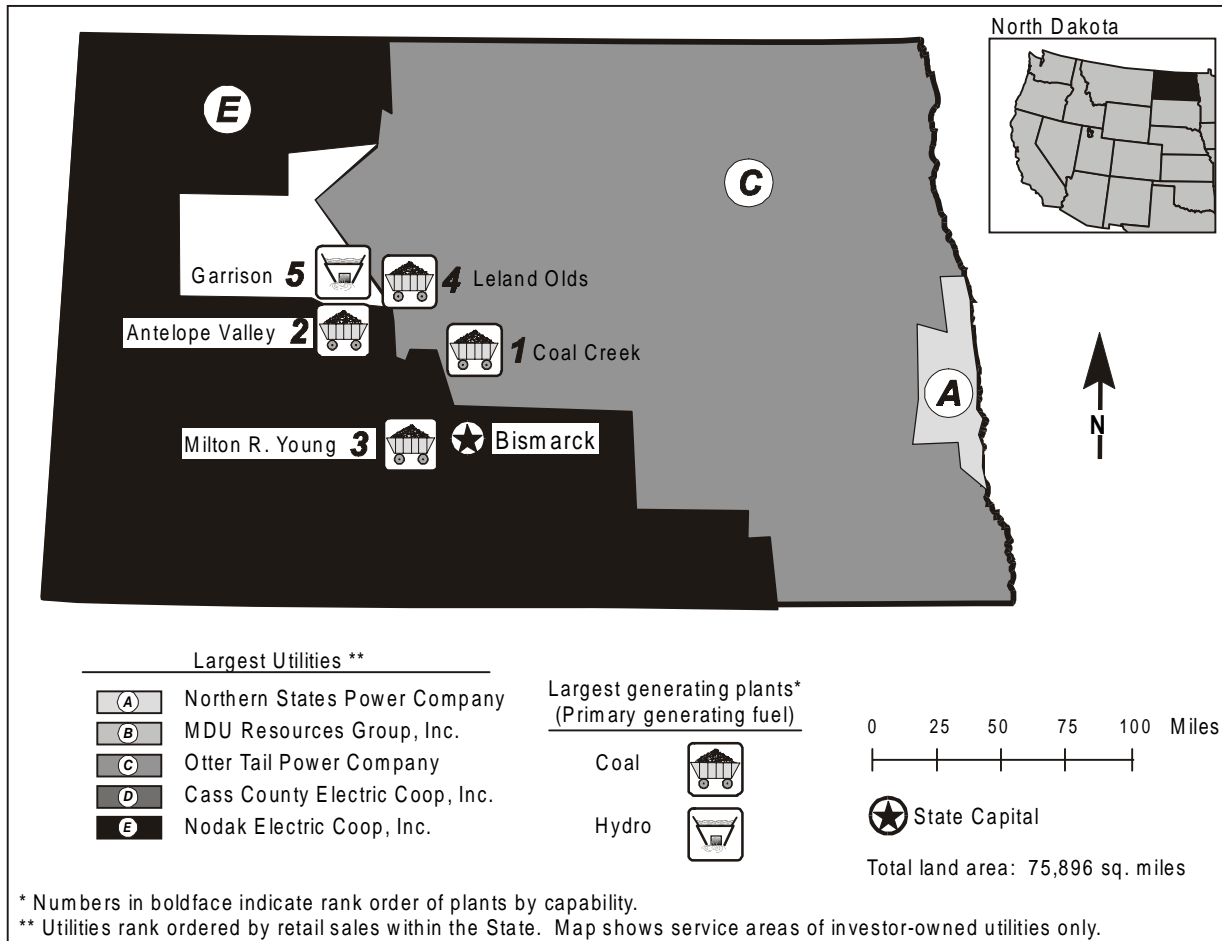 North Dakota
E
C
Garrison 5
4 Leland Olds
Antelope Valley 2
1 Coal Creek
A
N
Milton R. Young 3
Bismarck
Largest Utilities **
A Northern States Power Company
B MDU Resources Group, Inc.
C Otter Tail Power Company
D Cass County Electric Coop, Inc.
E Nodak Electric Coop, Inc.
Largest generating plants*
(Primary generating fuel)
Coal
Hydro
0 25 50 75 100 Miles
State Capital
Total land area: 75,896 sq. miles
* Numbers in boldface indicate rank order of plants by capability.
** Utilities rank ordered by retail sales within the State. Map shows service areas of investor-owned utilities only.